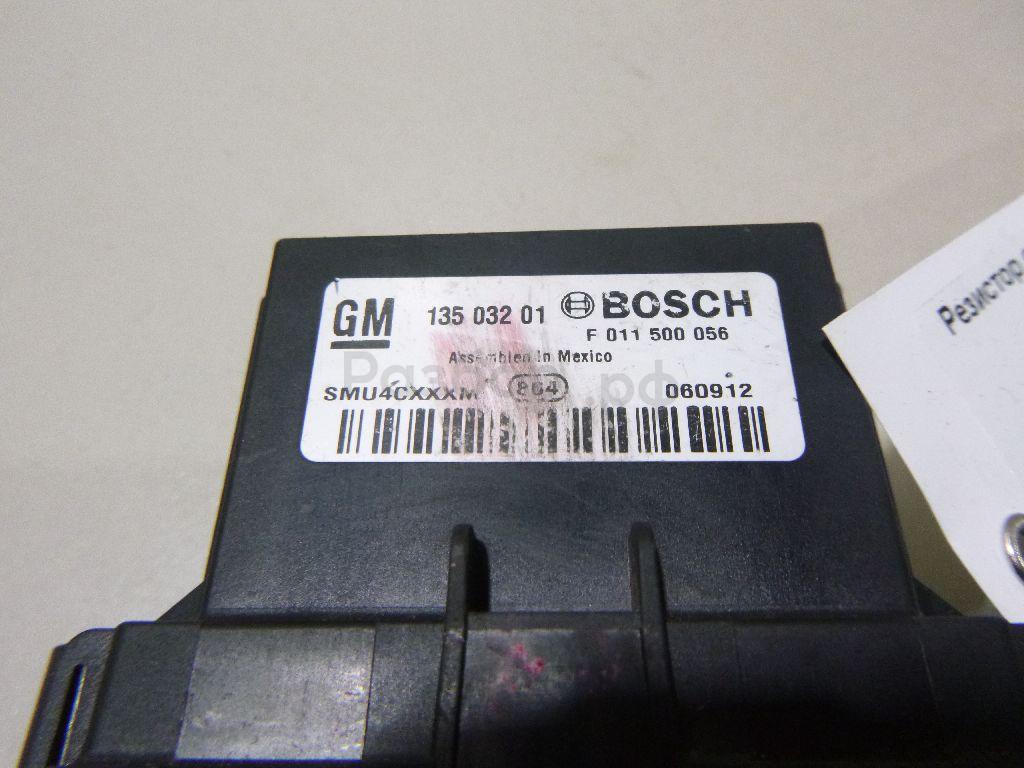 GM 135 032 01 BOSCH
F 011 500 056
Assembled in Mexico
SMU4CXXXM 864 060912
Резистор